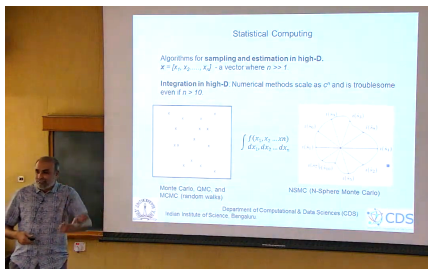 Statistical Computing
Algorithms for sampling and estimation in high-D.
x = [x₁, x₂, ... , xₙ] - a vector where n >> 1
Integration in high-D. Numerical methods scale as cⁿ and is troublesome
even if n > 10
∫ f(x₁, x₂ ...xn)
dx₁, dx₂ .. dxₙ
Monte Carlo, QMC, and
MCMC (random walks)
NSMC (N-Sphere Monte Carlo)
Department of Computational & Data Sciences (CDS)
Indian Institute of Science, Bengaluru
CDS